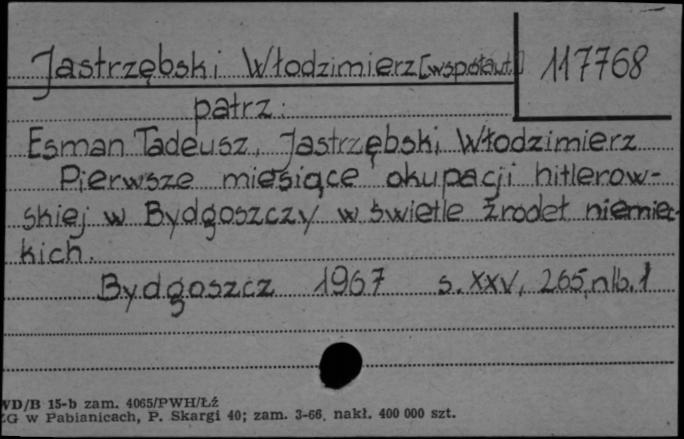 Jastrzębski Włodzimierz [współaut.] 117768
patrz:
Esman Tadeusz, Jastrzębski Włodzimierz
Pierwsze miesiące okupacji hitlerow-
skiej w Bydgoszczy w świetle źrodeł niemiec-
kich.
Bydgoszcz 1967 s. XXV, 265, nlb. 1
WD/B 15-b zam. 4065/PWH/Łź
ZG w Pabianicach, P. Skargi 40; zam. 3-66, nakł. 400 000 szt.